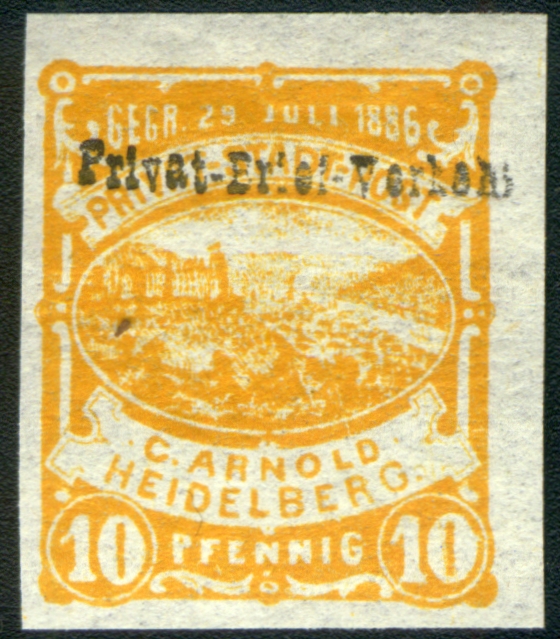 GEGR. 29. JULI 1886
Privat-Brief-Verkehr
C. ARNOLD
HEIDELBERG.
10 PFENNIG 10